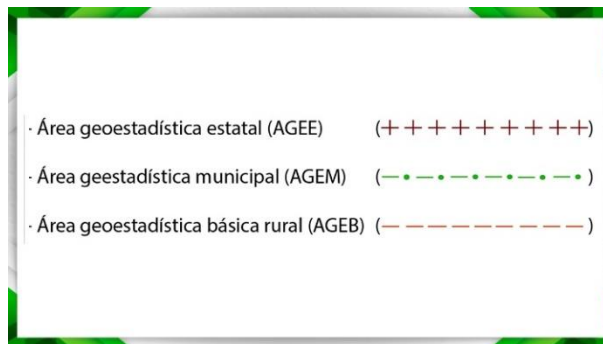 · Área geoestadística estatal (AGEE) (+ + + + + + + + +)
· Área geestadística municipal (AGEM) (— • — • — • — • — • )
· Área geoestadística básica rural (AGEB) (— — — — — — — — — —)